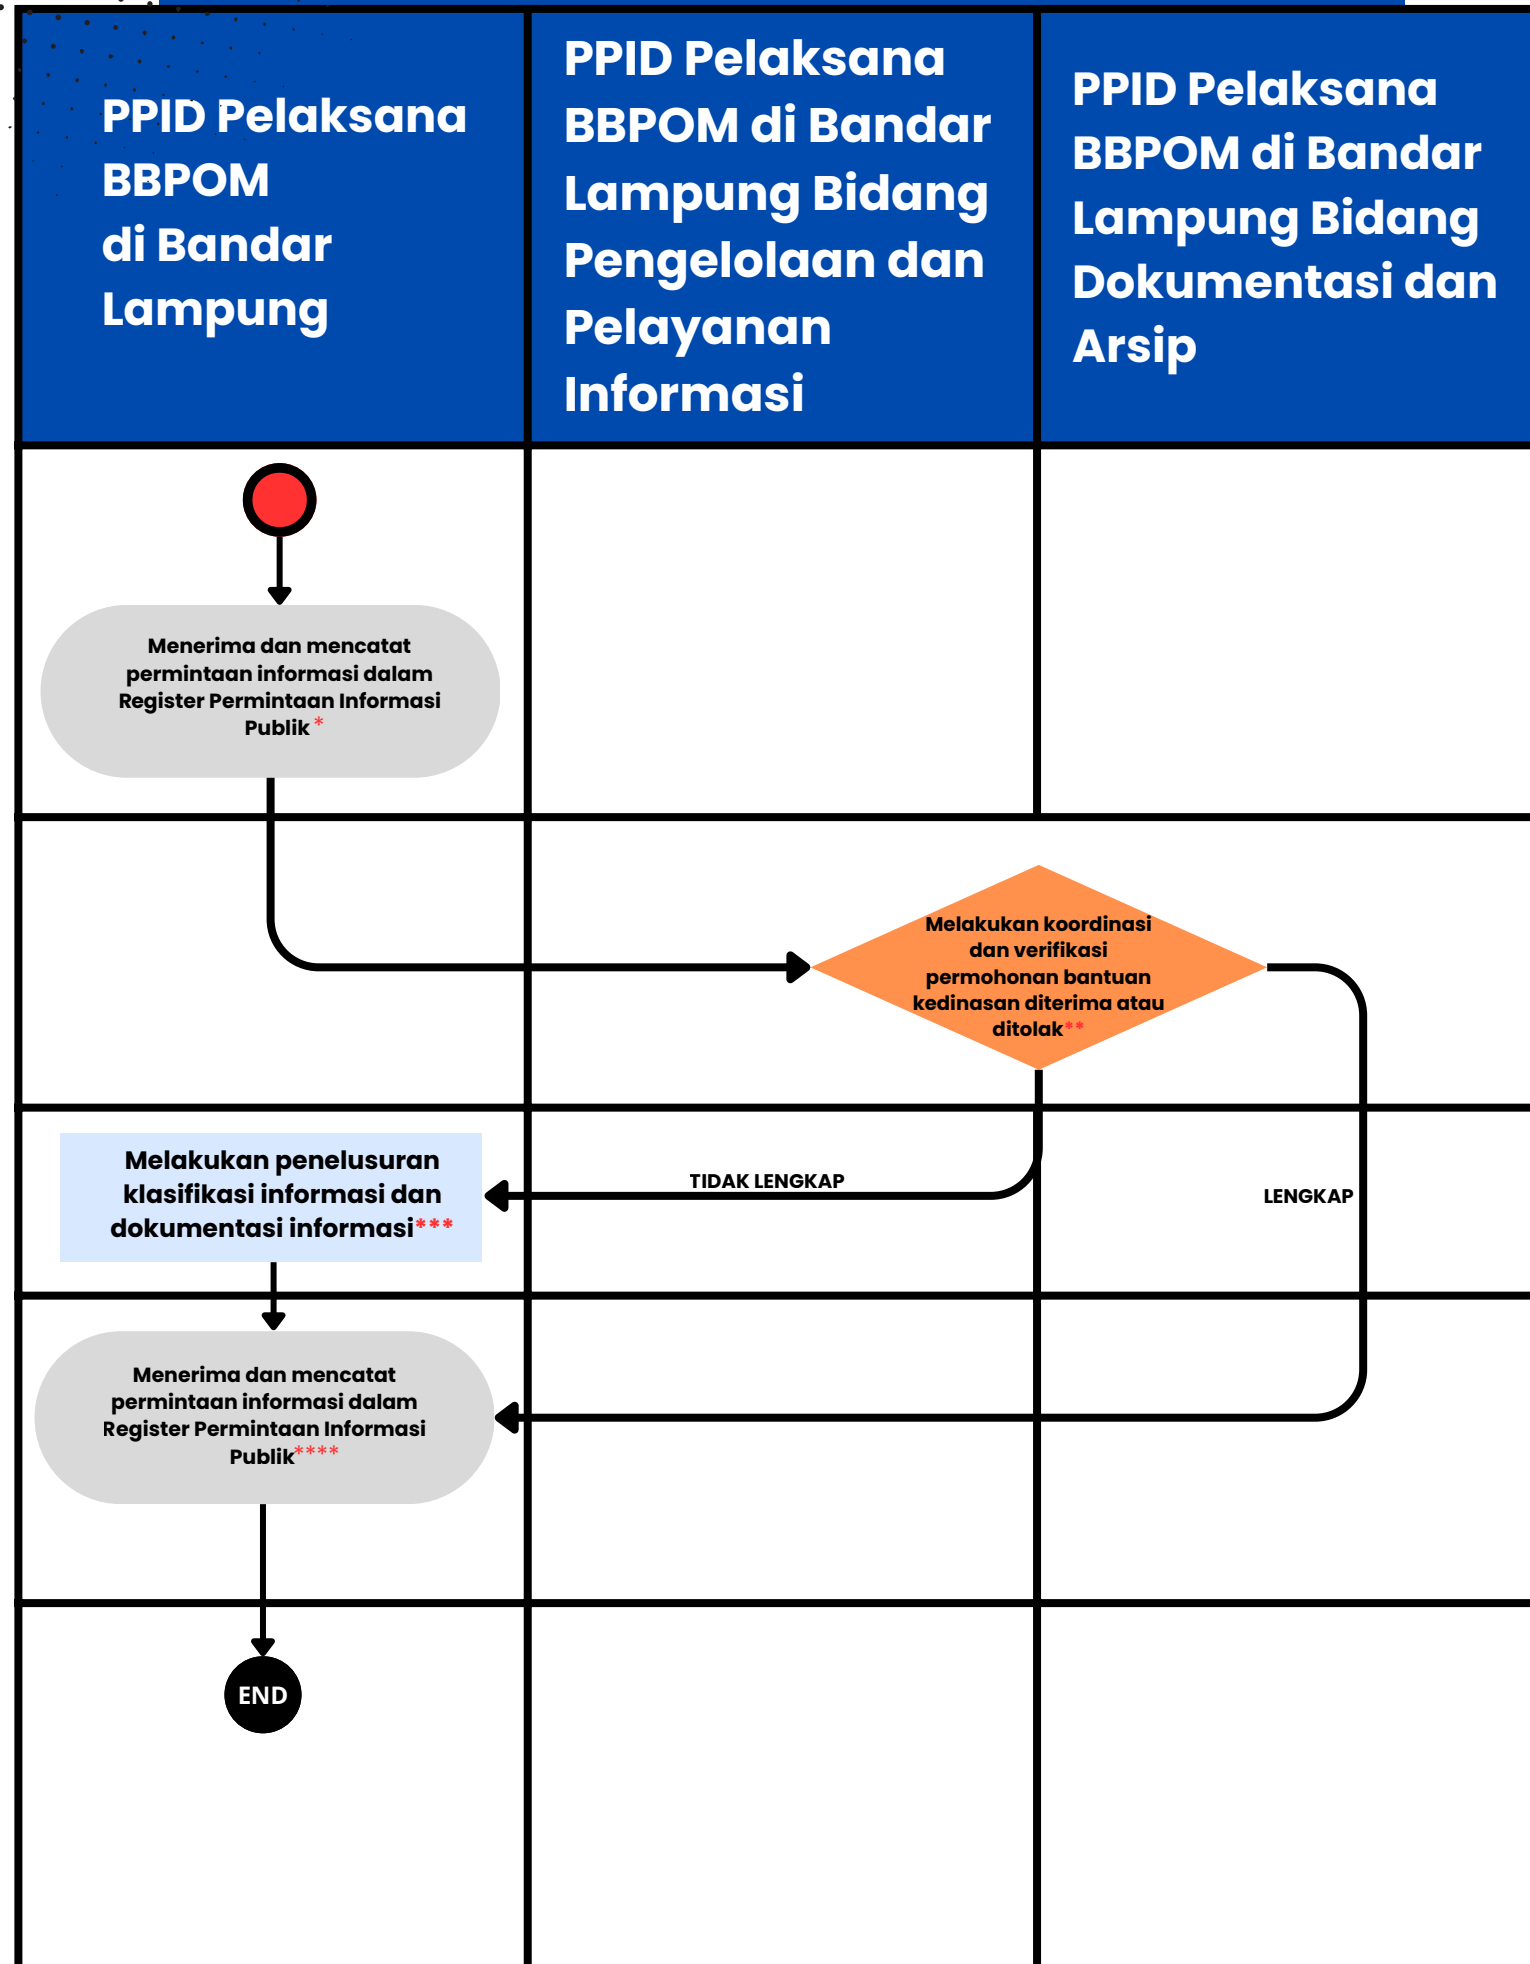 PPID Pelaksana
BBPOM
di Bandar
Lampung
PPID Pelaksana
BBPOM di Bandar
Lampung Bidang
Pengelolaan dan
Pelayanan
Informasi
PPID Pelaksana
BBPOM di Bandar
Lampung Bidang
Dokumentasi dan
Arsip
Menerima dan mencatat
permintaan informasi dalam
Register Permintaan Informasi
Publik *
Melakukan koordinasi
dan verifikasi
permohonan bantuan
kedinasan diterima atau
ditolak**
Melakukan penelusuran
klasifikasi informasi dan
dokumentasi informasi***
TIDAK LENGKAP
LENGKAP
Menerima dan mencatat
permintaan informasi dalam
Register Permintaan Informasi
Publik****
END